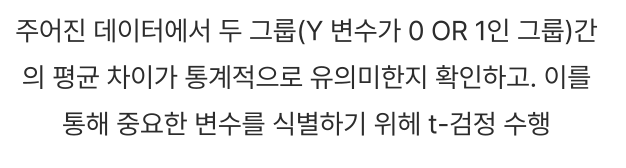 주어진 데이터에서 두 그룹(Y 변수가 0 OR 1인 그룹)간
의 평균 차이가 통계적으로 유의미한지 확인하고. 이를
통해 중요한 변수를 식별하기 위헤 t-검정 수행